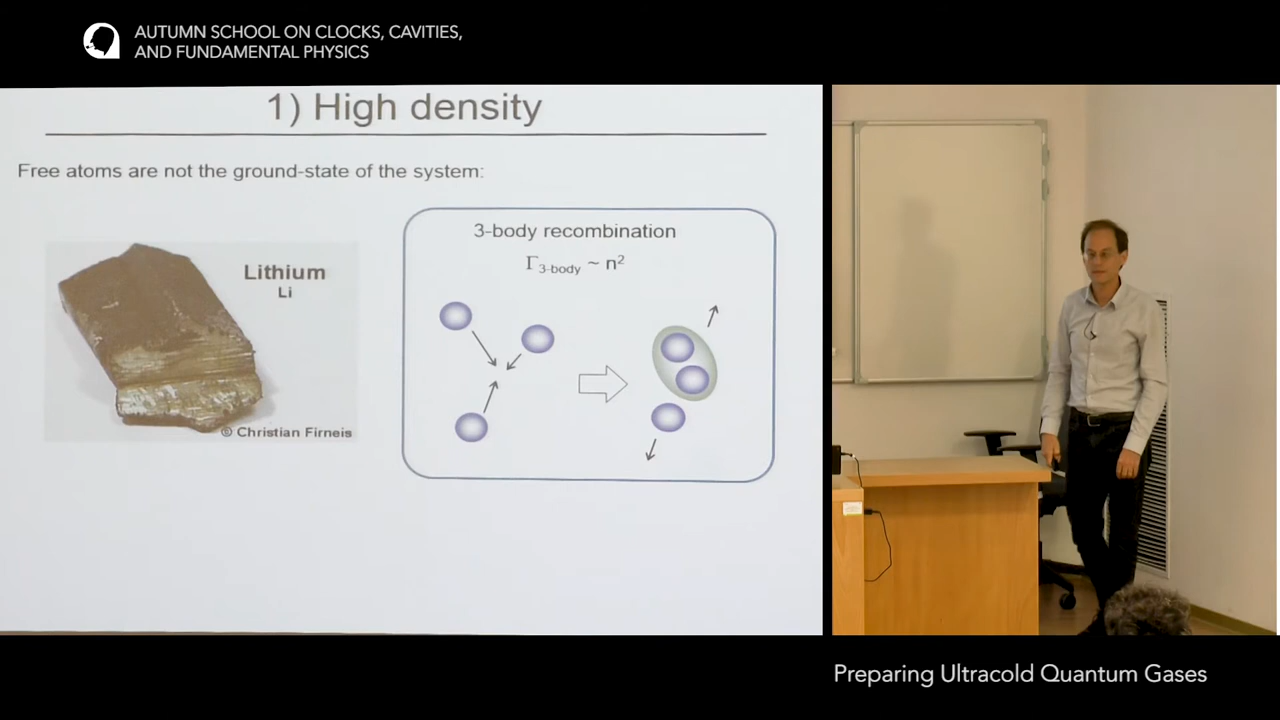 AUTUMN SCHOOL ON CLOCKS, CAVITIES,
AND FUNDAMENTAL PHYSICS
1) High density
Free atoms are not the ground-state of the system:
Lithium
Li
© Christian Firneis
3-body recombination
Γ3-body ~ n²
Preparing Ultracold Quantum Gases